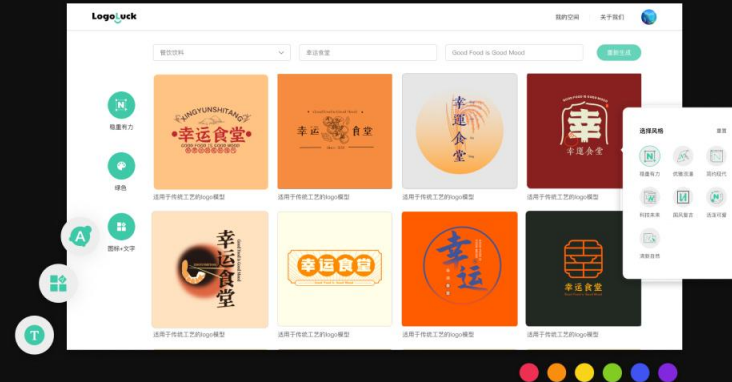 LogoLuck
我的空间
关于我们
餐饮饮料
幸运食堂
Good Food is Good Mood
重新生成
XINGYUNSHITANG
幸运食堂
GOOD FOOD IS GOOD MOOD
幸运 食堂
幸運食堂
幸
幸運食堂
适用于传统工艺的logo模型
适用于传统工艺的logo模型
适用于传统工艺的logo模型
适用于传统工艺的logo模型
稳重有力
绿色
图标+文字
幸运食堂
幸运食堂
幸运
幸运食堂
适用于传统工艺的logo模型
适用于传统工艺的logo模型
适用于传统工艺的logo模型
适用于传统工艺的logo模型
选择风格
重置
稳重有力
优雅浪漫
简约现代
科技未来
国风复古
活泼可爱
清新自然
A
T